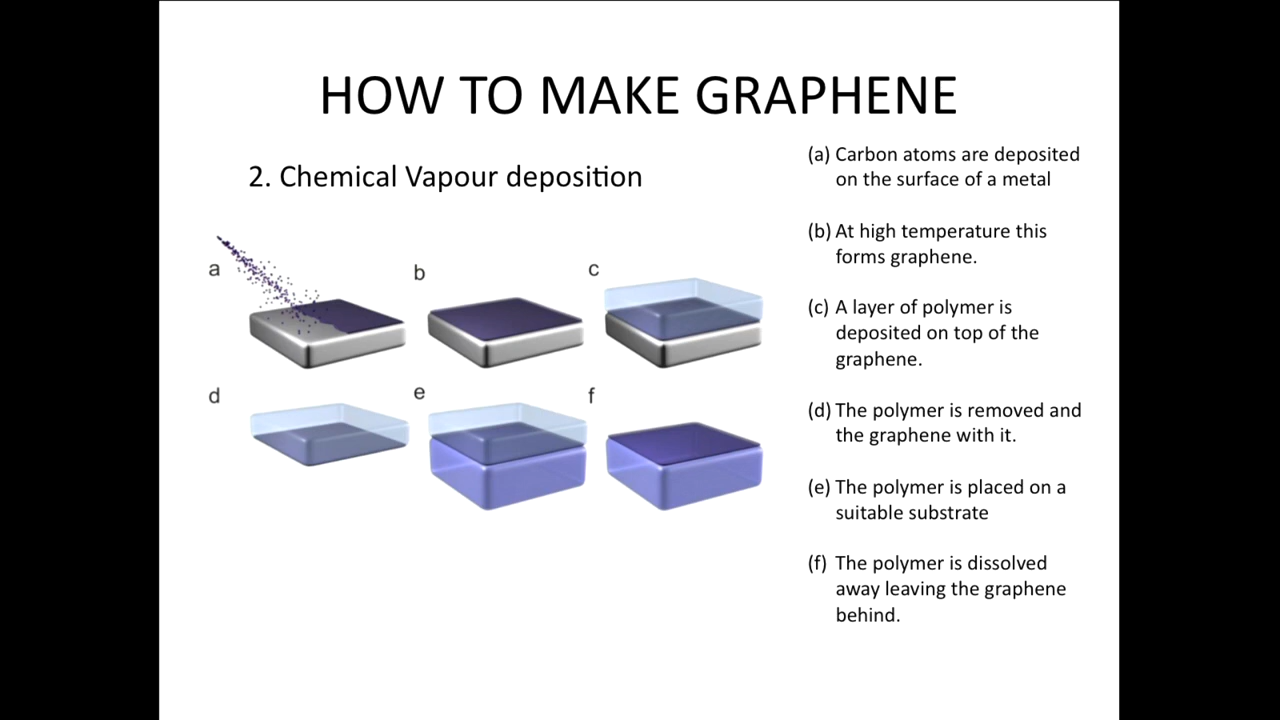 HOW TO MAKE GRAPHENE
2. Chemical Vapour deposition
a
b
c
d
e
f
(a) Carbon atoms are deposited
on the surface of a metal
(b) At high temperature this
forms graphene.
(c) A layer of polymer is
deposited on top of the
graphene.
(d) The polymer is removed and
the graphene with it.
(e) The polymer is placed on a
suitable substrate
(f) The polymer is dissolved
away leaving the graphene
behind.